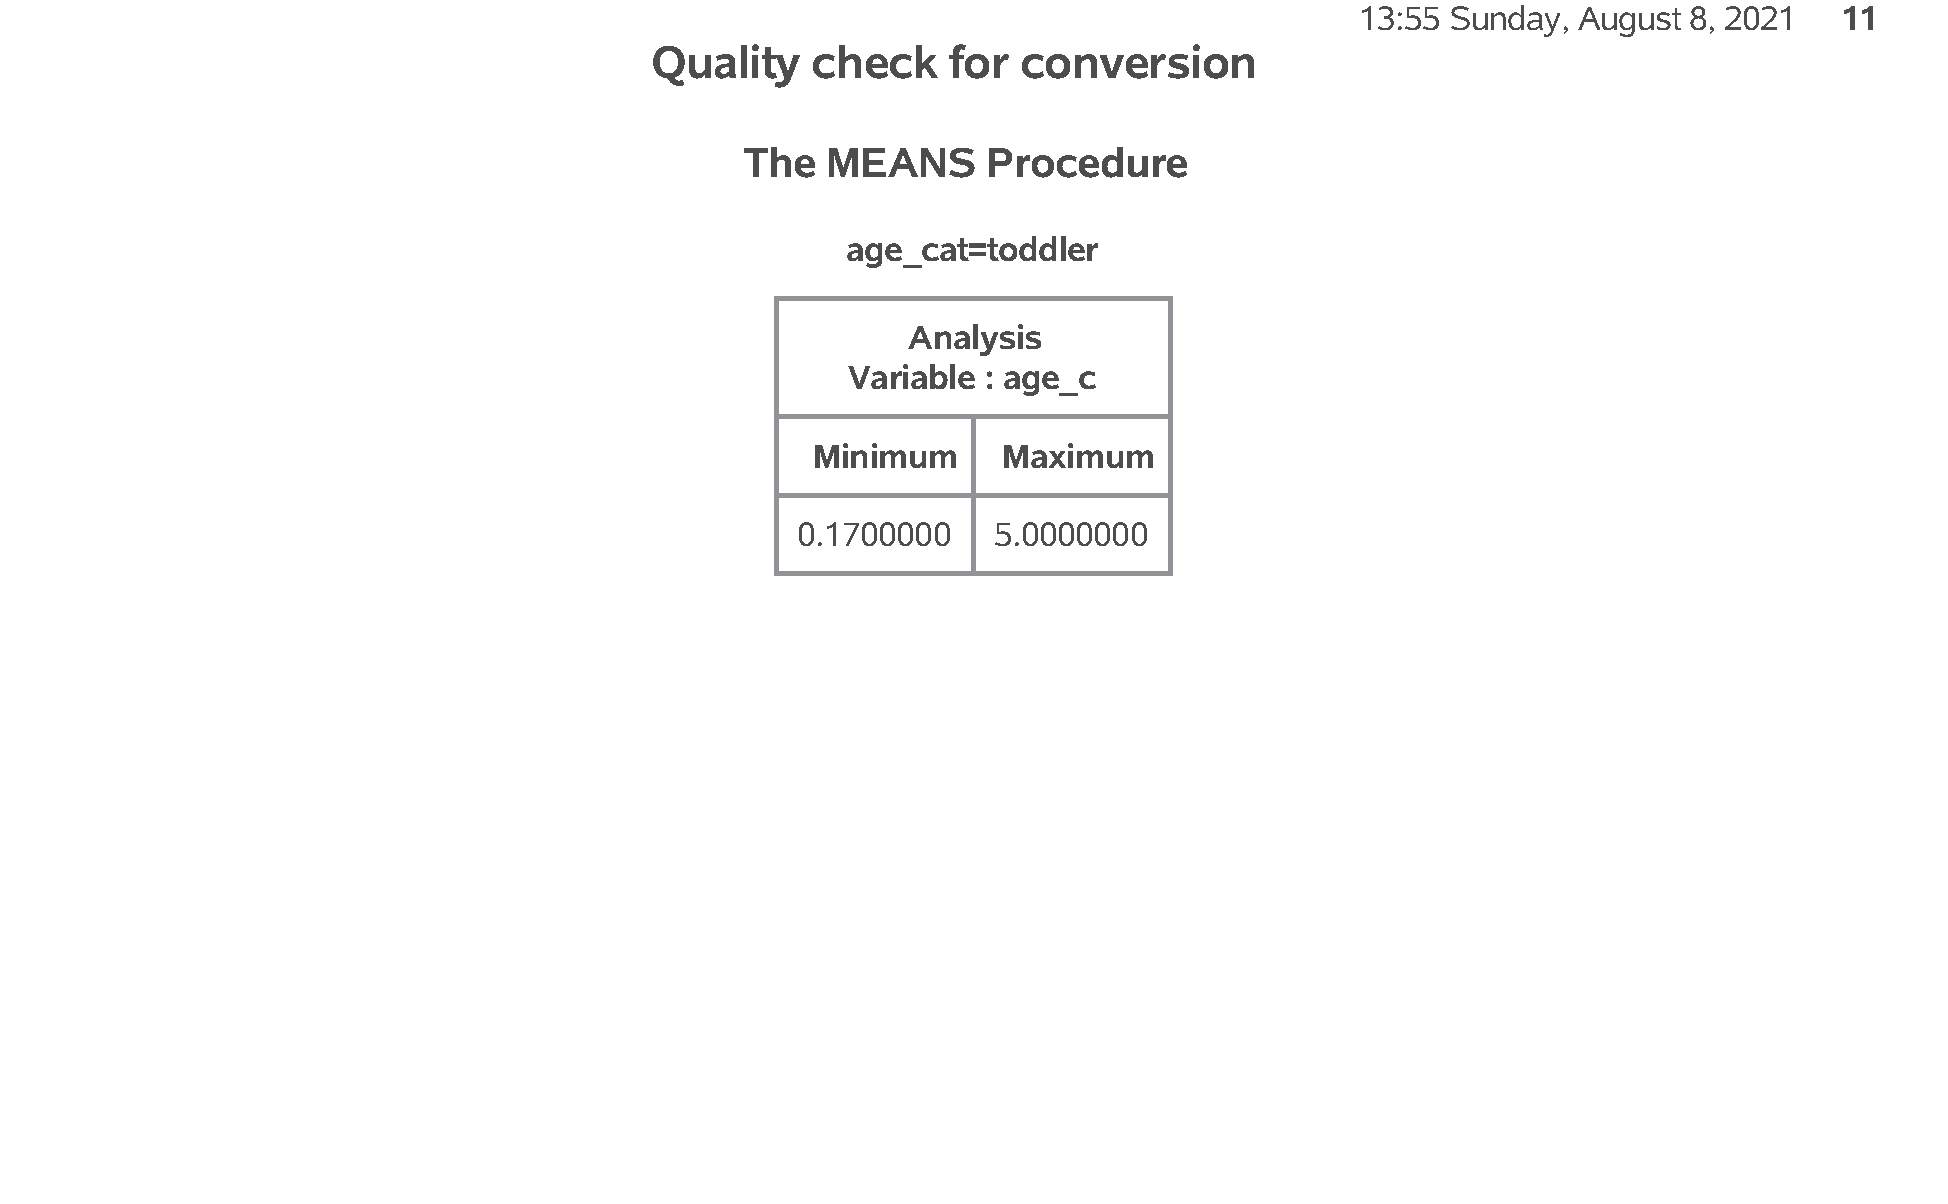 13:55 Sunday, August 8, 2021 11
Quality check for conversion
The MEANS Procedure
age_cat=toddler
Analysis
Variable : age_c
Minimum Maximum
0.1700000 5.0000000